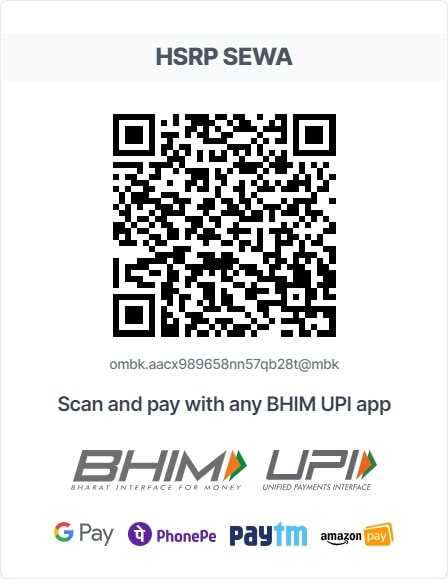 HSRP SEWA
ombk.aacx989658nn57qb28t@mbk
Scan and pay with any BHIM UPI app
BHIM UPI
BHARAT INTERFACE FOR MONEY UNIFIED PAYMENTS INTERFACE
G Pay PhonePe Paytm amazon pay